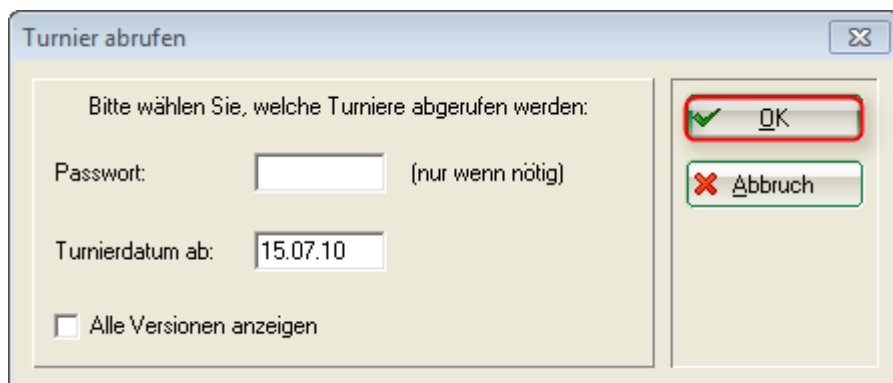 Turnier abrufen
Bitte wählen Sie, welche Turniere abgerufen werden:
Passwort: (nur wenn nötig)
Turnierdatum ab: 15.07.10
Alle Versionen anzeigen
OK
Abbruch